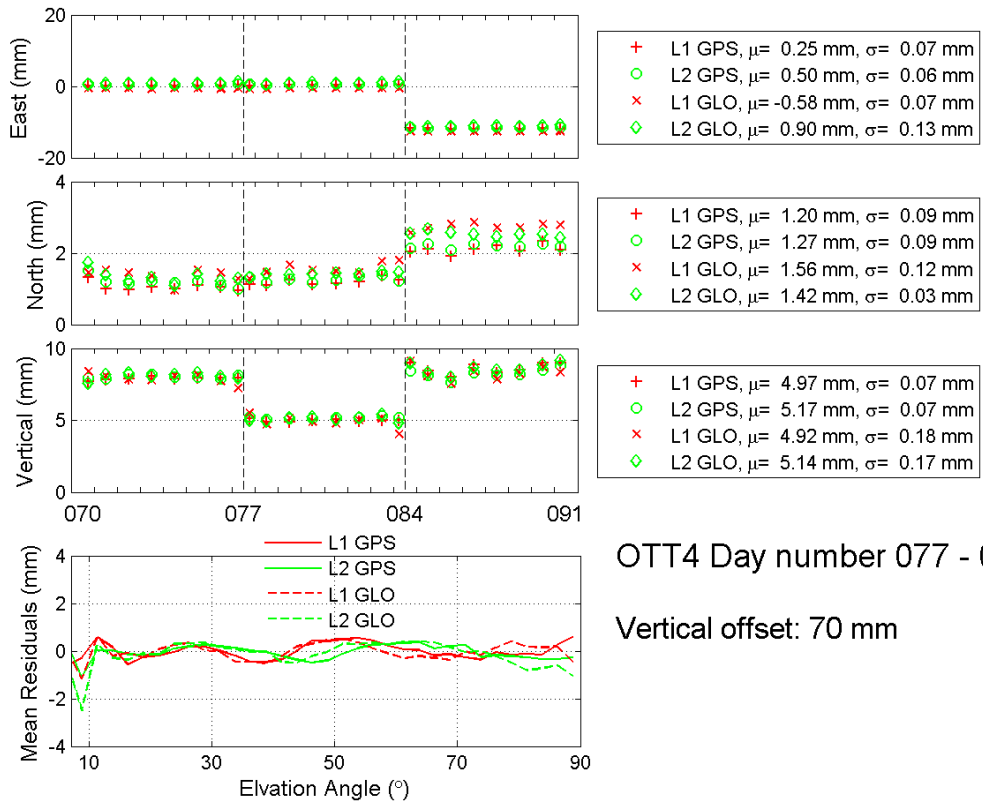 20
0
-20
East (mm)
L1 GPS, μ= 0.25 mm, σ= 0.07 mm
L2 GPS, μ= 0.50 mm, σ= 0.06 mm
L1 GLO, μ= -0.58 mm, σ= 0.07 mm
L2 GLO, μ= 0.90 mm, σ= 0.13 mm
4
2
0
North (mm)
L1 GPS, μ= 1.20 mm, σ= 0.09 mm
L2 GPS, μ= 1.27 mm, σ= 0.09 mm
L1 GLO, μ= 1.56 mm, σ= 0.12 mm
L2 GLO, μ= 1.42 mm, σ= 0.03 mm
10
5
0
Vertical (mm)
L1 GPS, μ= 4.97 mm, σ= 0.07 mm
L2 GPS, μ= 5.17 mm, σ= 0.07 mm
L1 GLO, μ= 4.92 mm, σ= 0.18 mm
L2 GLO, μ= 5.14 mm, σ= 0.17 mm
070 077 084 091
L1 GPS
L2 GPS
L1 GLO
L2 GLO
4
2
0
-2
-4
Mean Residuals (mm)
10 30 50 70 90
Elvation Angle (°)
OTT4 Day number 077 -
Vertical offset: 70 mm